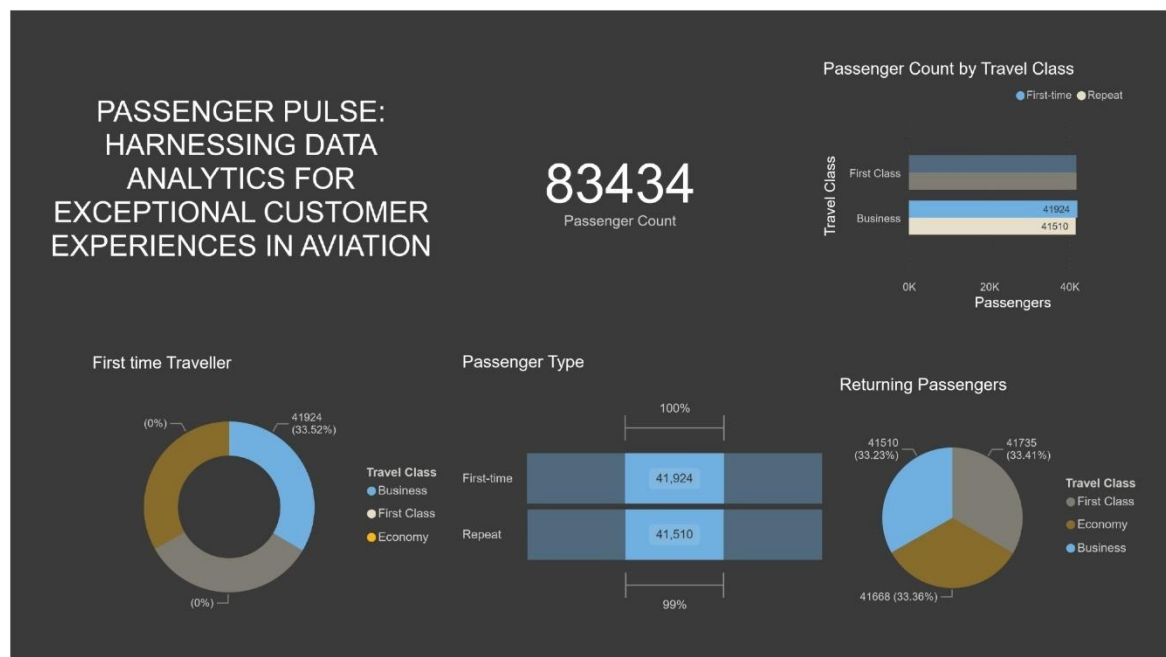 PASSENGER PULSE:
HARNESSING DATA
ANALYTICS FOR
EXCEPTIONAL CUSTOMER
EXPERIENCES IN AVIATION
83434
Passenger Count
Passenger Count by Travel Class
First-time Repeat
Travel Class
First Class
Business
41924
41510
0K 20K 40K
Passengers
First time Traveller
(0%)
41924
(33.52%)
(0%)
Travel Class
Business
First Class
Economy
Passenger Type
100%
First-time
41,924
Repeat
41,510
99%
Returning Passengers
41510
(33.23%)
41735
(33.41%)
41668 (33.36%)
Travel Class
First Class
Economy
Business